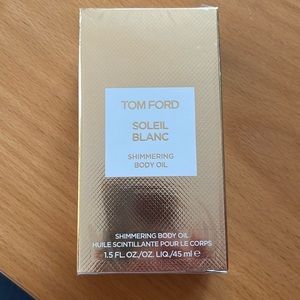 TOM FORD
SOLEIL
BLANC
SHIMMERING
BODY OIL
SHIMMERING BODY OIL
HUILE SCINTILLANTE POUR LE CORPS
1.5 FL.OZ./OZ. LIQ./45 ml ℮